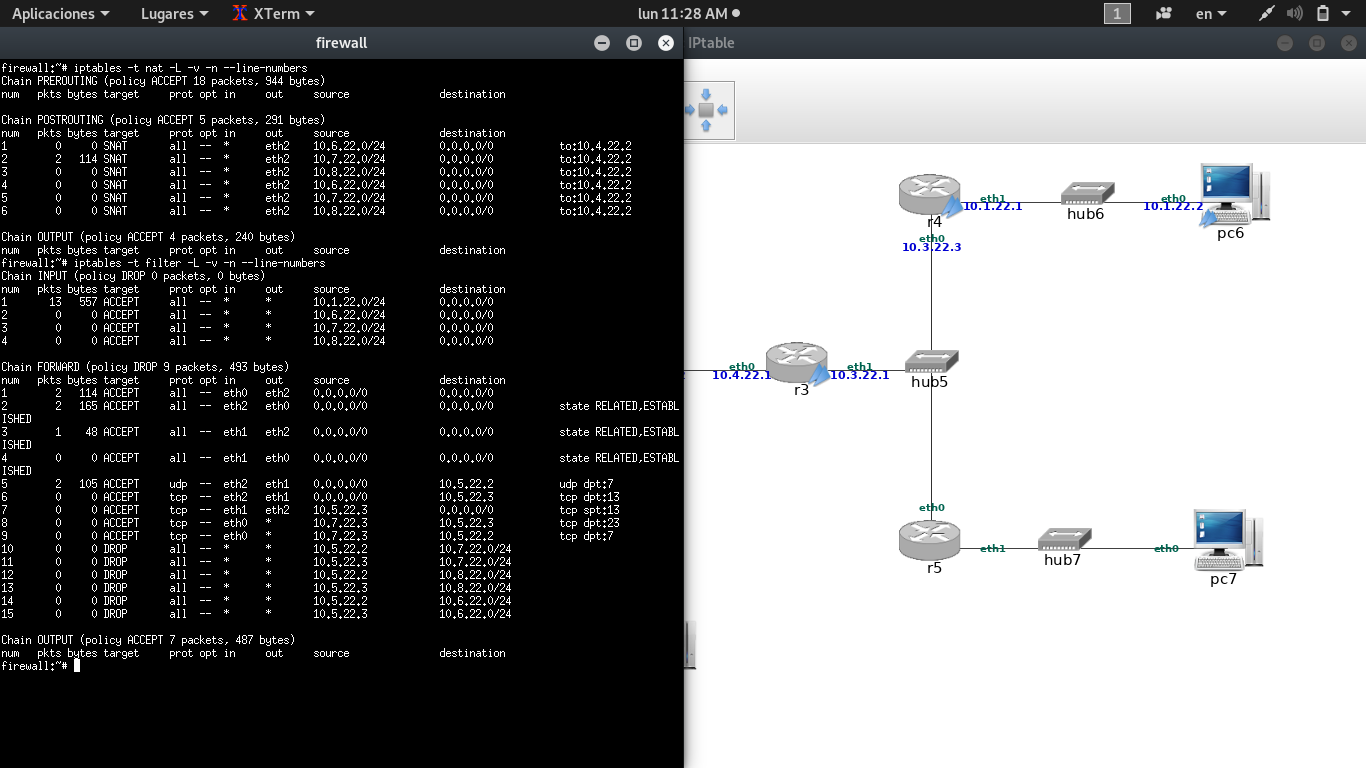 Aplicaciones Lugares XTerm lun 11:28 AM 1 en
firewall
IPtable
firewall:~# iptables -t nat -L -v -n --line-numbers
Chain PREROUTING (policy ACCEPT 18 packets, 944 bytes)
num pkts bytes target prot opt in out source destination
Chain POSTROUTING (policy ACCEPT 5 packets, 291 bytes)
num pkts bytes target prot opt in out source destination
1 0 0 SNAT all -- * eth2 10.6.22.0/24 0.0.0.0/0 to:10.4.22.2
2 2 114 SNAT all -- * eth2 10.7.22.0/24 0.0.0.0/0 to:10.4.22.2
3 0 0 SNAT all -- * eth2 10.8.22.0/24 0.0.0.0/0 to:10.4.22.2
4 0 0 SNAT all -- * eth2 10.6.22.0/24 0.0.0.0/0 to:10.4.22.2
5 0 0 SNAT all -- * eth2 10.7.22.0/24 0.0.0.0/0 to:10.4.22.2
6 0 0 SNAT all -- * eth2 10.8.22.0/24 0.0.0.0/0 to:10.4.22.2
Chain OUTPUT (policy ACCEPT 4 packets, 240 bytes)
num pkts bytes target prot opt in out source destination
firewall:~# iptables -t filter -L -v -n --line-numbers
Chain INPUT (policy DROP 0 packets, 0 bytes)
num pkts bytes target prot opt in out source destination
1 13 557 ACCEPT all -- * * 10.1.22.0/24 0.0.0.0/0
2 0 0 ACCEPT all -- * * 10.6.22.0/24 0.0.0.0/0
3 0 0 ACCEPT all -- * * 10.7.22.0/24 0.0.0.0/0
4 0 0 ACCEPT all -- * * 10.8.22.0/24 0.0.0.0/0
Chain FORWARD (policy DROP 9 packets, 493 bytes)
num pkts bytes target prot opt in out source destination
1 2 114 ACCEPT all -- eth0 eth2 0.0.0.0/0 0.0.0.0/0
2 2 165 ACCEPT all -- eth2 eth0 0.0.0.0/0 0.0.0.0/0 state RELATED,ESTABL
ISHED
3 1 48 ACCEPT all -- eth1 eth2 0.0.0.0/0 0.0.0.0/0 state RELATED,ESTABL
ISHED
4 0 0 ACCEPT all -- eth1 eth0 0.0.0.0/0 0.0.0.0/0 state RELATED,ESTABL
ISHED
5 2 105 ACCEPT udp -- eth2 eth1 0.0.0.0/0 10.5.22.2 udp dpt:7
6 0 0 ACCEPT tcp -- eth2 eth1 0.0.0.0/0 10.5.22.3 tcp dpt:13
7 0 0 ACCEPT tcp -- eth1 eth2 10.5.22.3 0.0.0.0/0 tcp spt:13
8 0 0 ACCEPT tcp -- eth0 * 10.7.22.3 10.5.22.3 tcp dpt:23
9 0 0 ACCEPT tcp -- eth0 * 10.7.22.3 10.5.22.2 tcp dpt:7
10 0 0 DROP all -- * * 10.5.22.2 10.7.22.0/24
11 0 0 DROP all -- * * 10.5.22.3 10.7.22.0/24
12 0 0 DROP all -- * * 10.5.22.2 10.8.22.0/24
13 0 0 DROP all -- * * 10.5.22.3 10.8.22.0/24
14 0 0 DROP all -- * * 10.5.22.2 10.6.22.0/24
15 0 0 DROP all -- * * 10.5.22.3 10.6.22.0/24
Chain OUTPUT (policy ACCEPT 7 packets, 487 bytes)
num pkts bytes target prot opt in out source destination
firewall:~#
eth1 eth0
10.1.22.1 10.1.22.2
r4 hub6 pc6
eth0
10.3.22.3
eth0 eth1
10.4.22.1 10.3.22.1
r3 hub5
eth0
eth1 eth0
r5 hub7 pc7